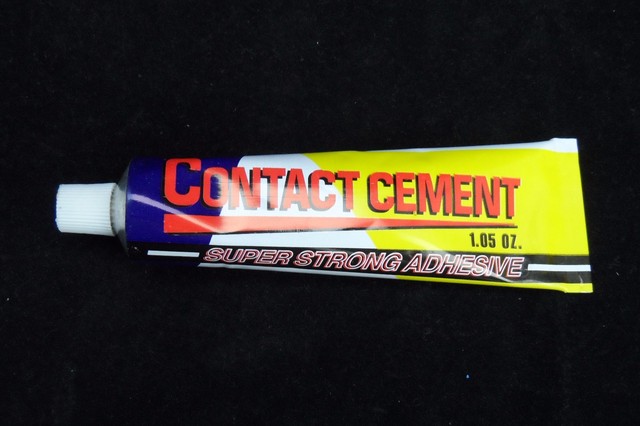 CONTACT CEMENT
1.05 OZ.
SUPER STRONG ADHESIVE